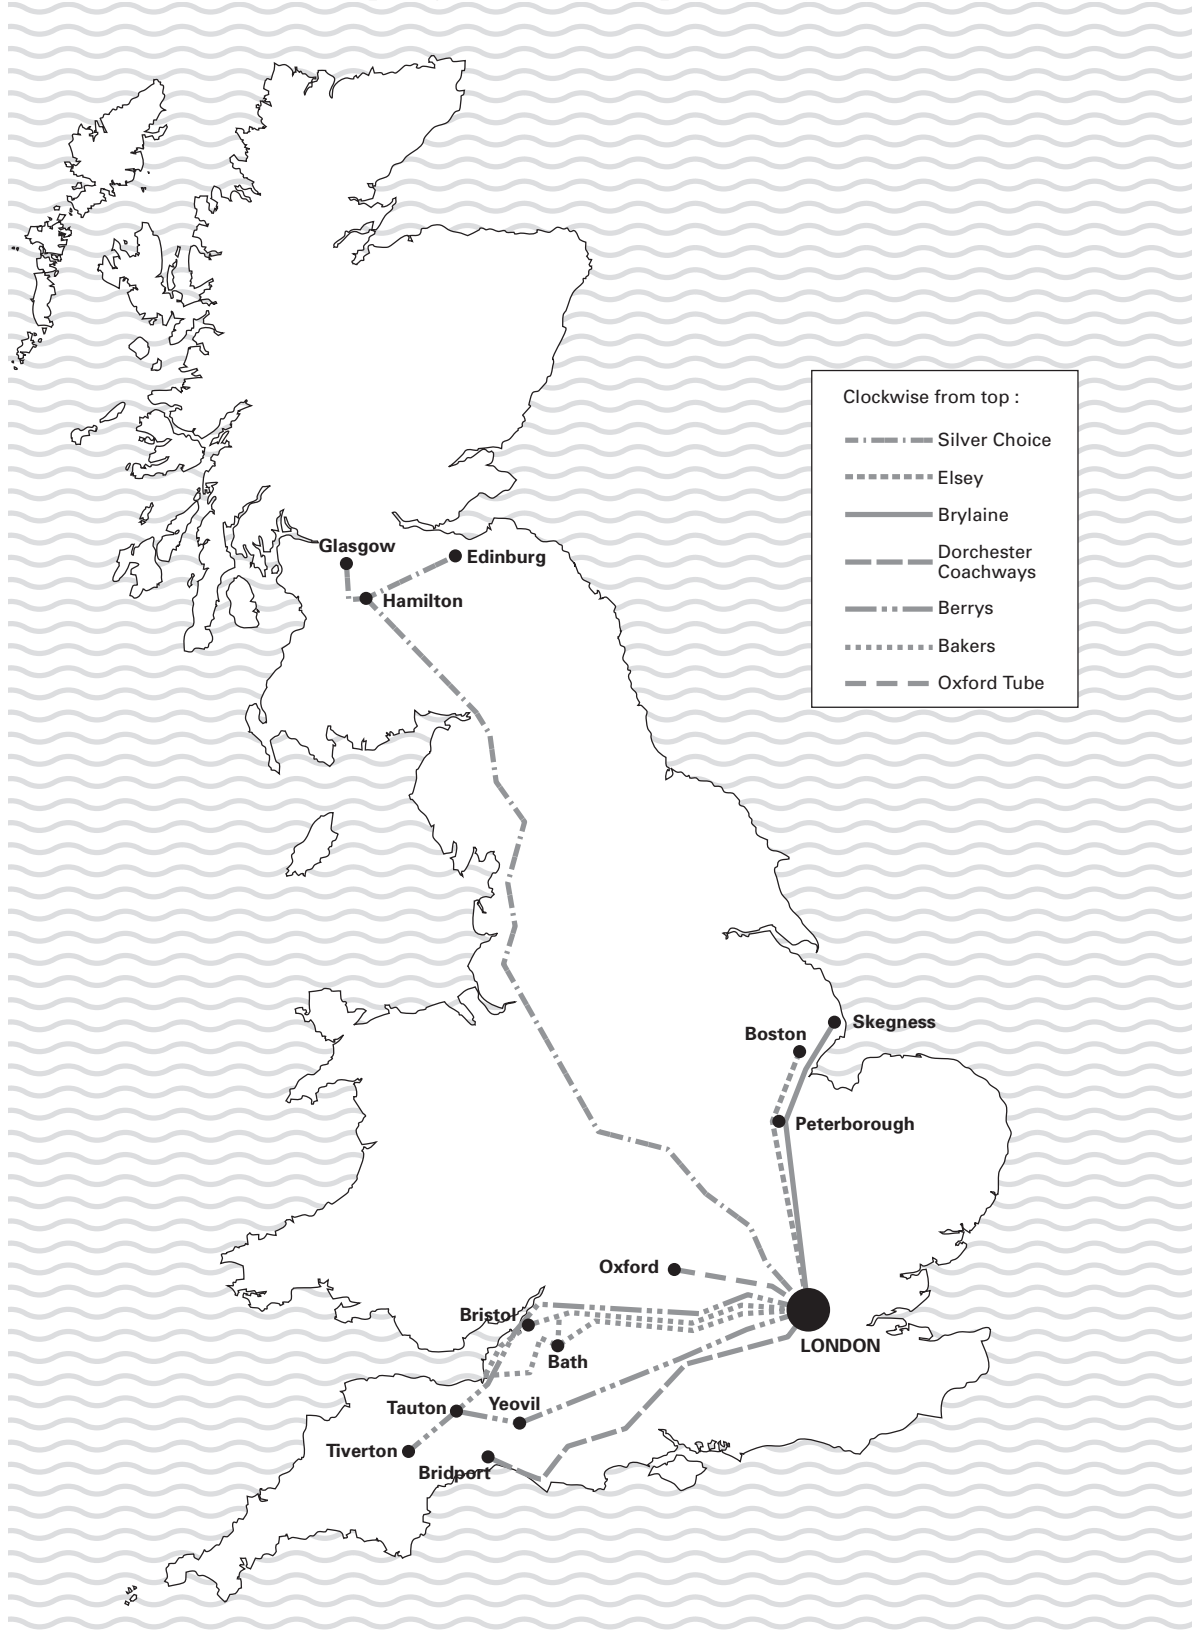 Clockwise from top :
Silver Choice
Elsey
Brylaine
Dorchester
Coachways
Berrys
Bakers
Oxford Tube
Glasgow
Edinburg
Hamilton
Skegness
Boston
Peterborough
Oxford
Bristol
LONDON
Bath
Tauton
Yeovil
Tiverton
Bridport